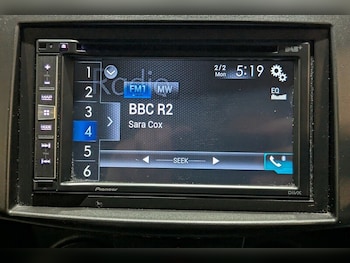 Radio
2/2
Mon
5:19
1
2
3
4
5
6
FM1
MW
EQ
BBC R2
Sara Cox
SEEK
MODE
Pioneer